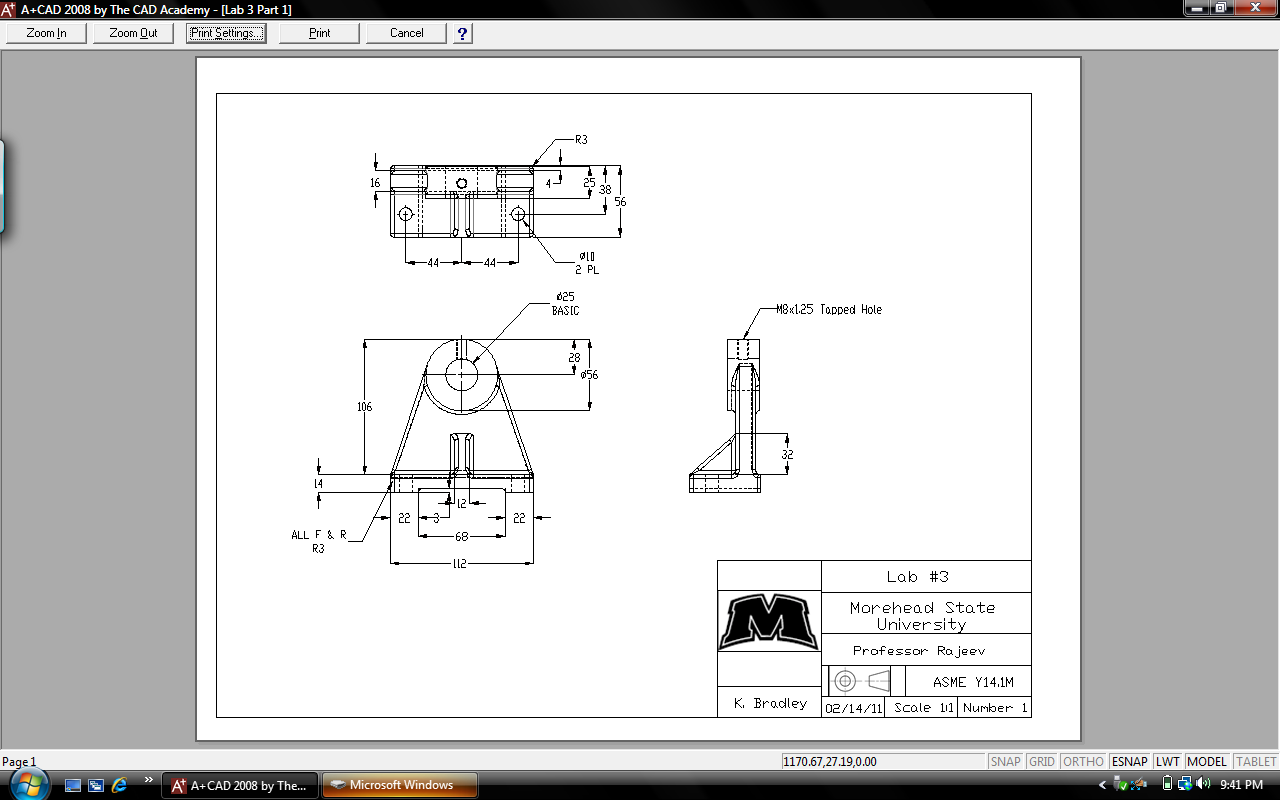 A+CAD 2008 by The CAD Academy - [Lab 3 Part 1]
Zoom In Zoom Out Print Settings... Print Cancel ?
R3
16
4
25
38
56
44 44
Ø10
2 PL
Ø25
BASIC
M8x1.25 Tapped Hole
28
Ø56
106
32
14
12
22 3 22
ALL F & R
R3
68
112
Lab #3
Morehead State
University
Professor Rajeev
ASME Y14.1M
M
K. Bradley
02/14/11 Scale 1:1 Number 1
Page 1
1170.67,27.19,0.00
SNAP GRID ORTHO ESNAP LWT MODEL TABLET
A+CAD 2008 by The...
Microsoft Windows
9:41 PM